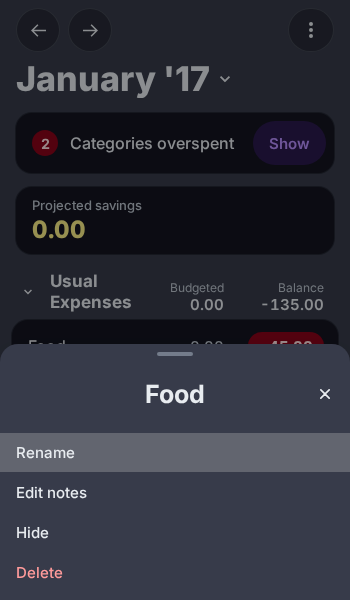 January '17
2 Categories overspent Show
Projected savings
0.00
Usual Expenses
Budgeted
0.00
Balance
-135.00
Food
Rename
Edit notes
Hide
Delete